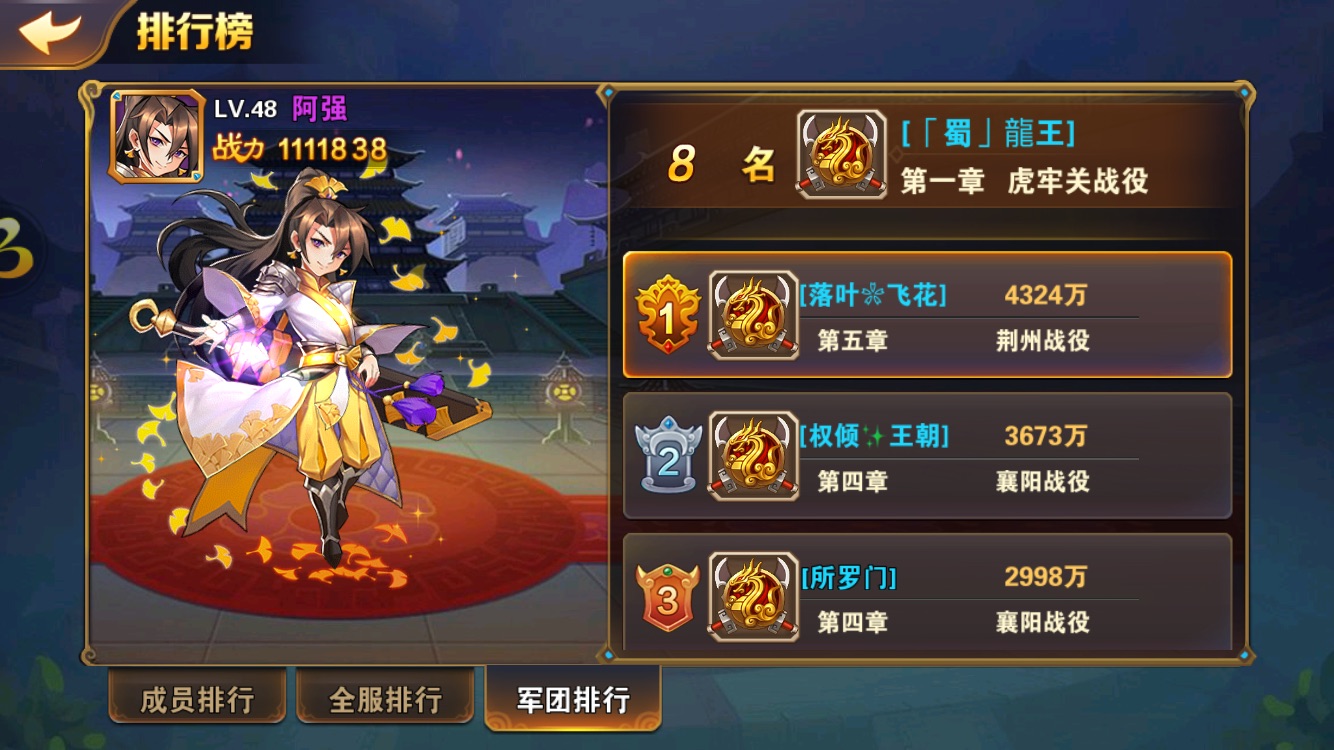 排行榜
LV.48 阿强
战力 1111838
8 名
[「蜀」龍王]
第一章 虎牢关战役
1
[落叶❊飞花] 4324万
第五章 荆州战役
2
[权倾✨王朝] 3673万
第四章 襄阳战役
3
[所罗门] 2998万
第四章 襄阳战役
成员排行
全服排行
军团排行